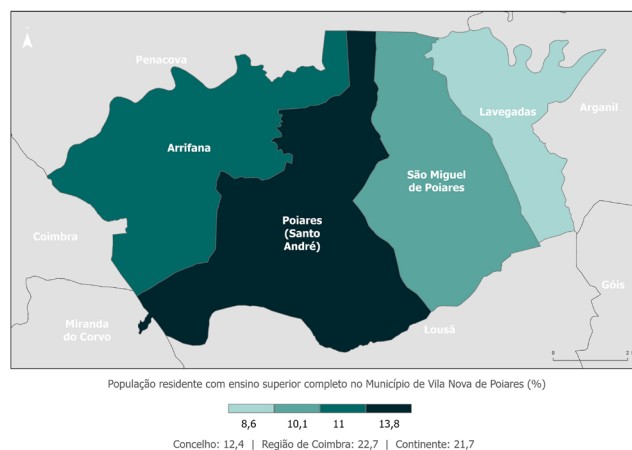 Penacova
Lavegadas
Arganil
Arrifana
São Miguel
de Poiares
Poiares
(Santo
André)
Coimbra
Góis
Miranda
do Corvo
Lousã
0 2
População residente com ensino superior completo no Município de Vila Nova de Poiares (%)
8,6 10,1 11 13,8
Concelho: 12,4 | Região de Coimbra: 22,7 | Continente: 21,7